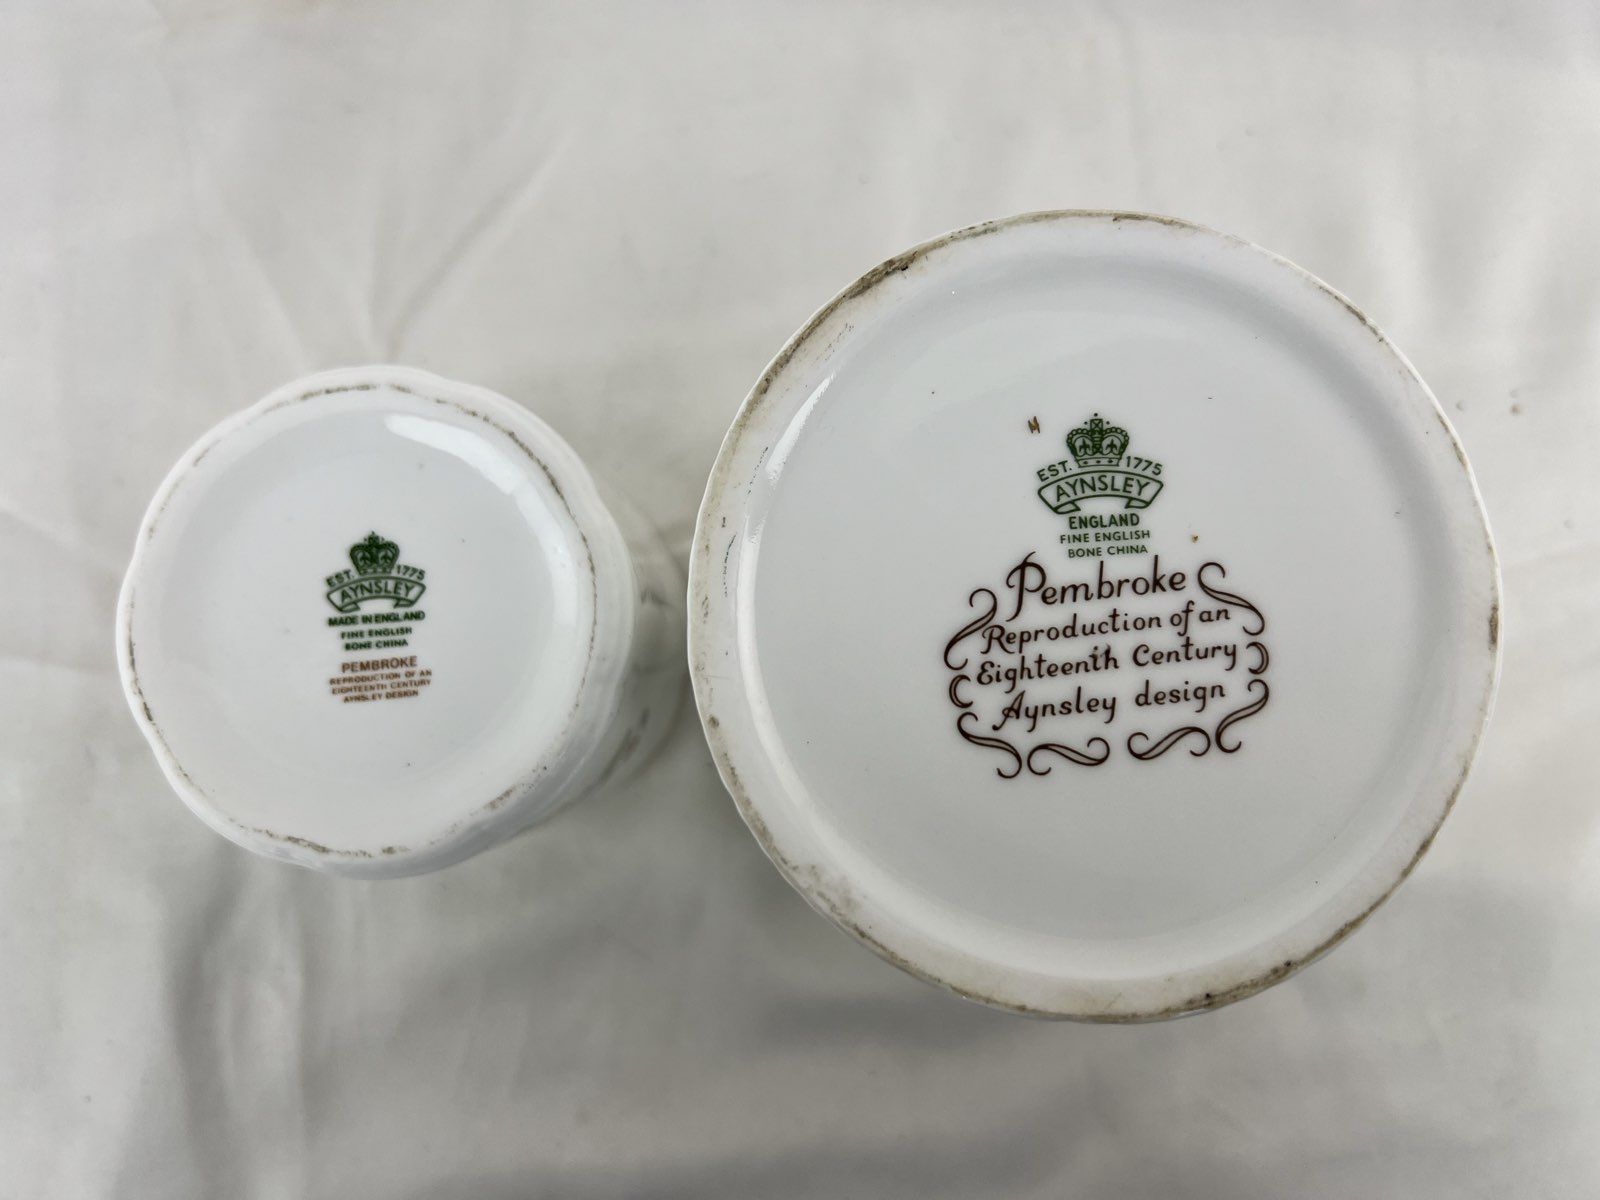 EST. 1775
AYNSLEY
MADE IN ENGLAND
FINE ENGLISH
BONE CHINA
PEMBROKE
REPRODUCTION OF AN
EIGHTEENTH CENTURY
AYNSLEY DESIGN
M
EST. 1775
AYNSLEY
ENGLAND
FINE ENGLISH
BONE CHINA
Pembroke
Reproduction of an
Eighteenth Century
Aynsley design